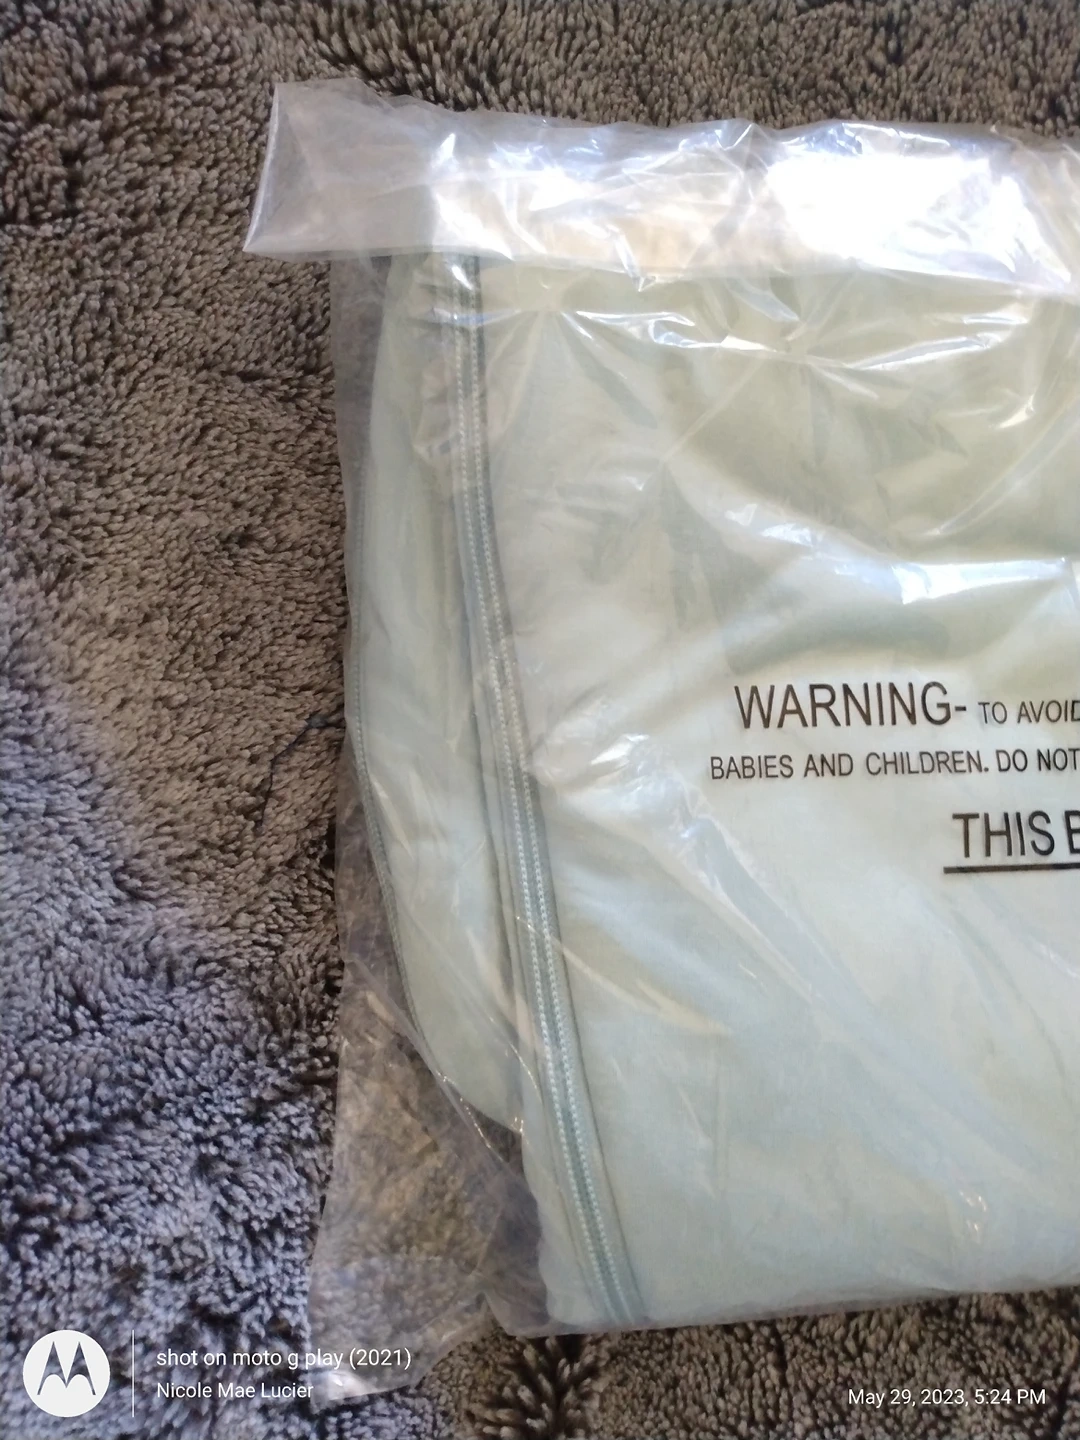 WARNING- TO AVOID
BABIES AND CHILDREN. DO NOT
THIS
shot on moto g play (2021)
Nicole Mae Lucier
May 29, 2023, 5:24 PM